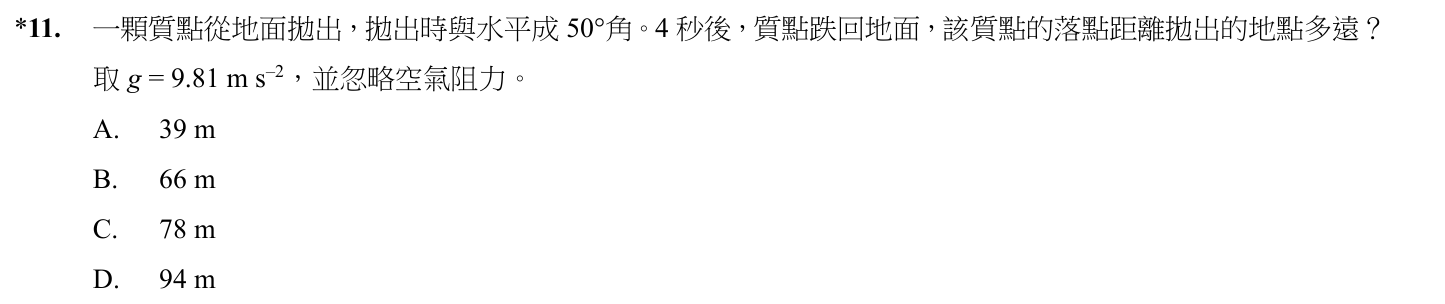 *11. 一顆質點從地面拋出，拋出時與水平成 50°角。4 秒後，質點跌回地面，該質點的落點距離拋出的地點多遠？
取 g = 9.81 m s⁻²，並忽略空氣阻力。
A. 39 m
B. 66 m
C. 78 m
D. 94 m